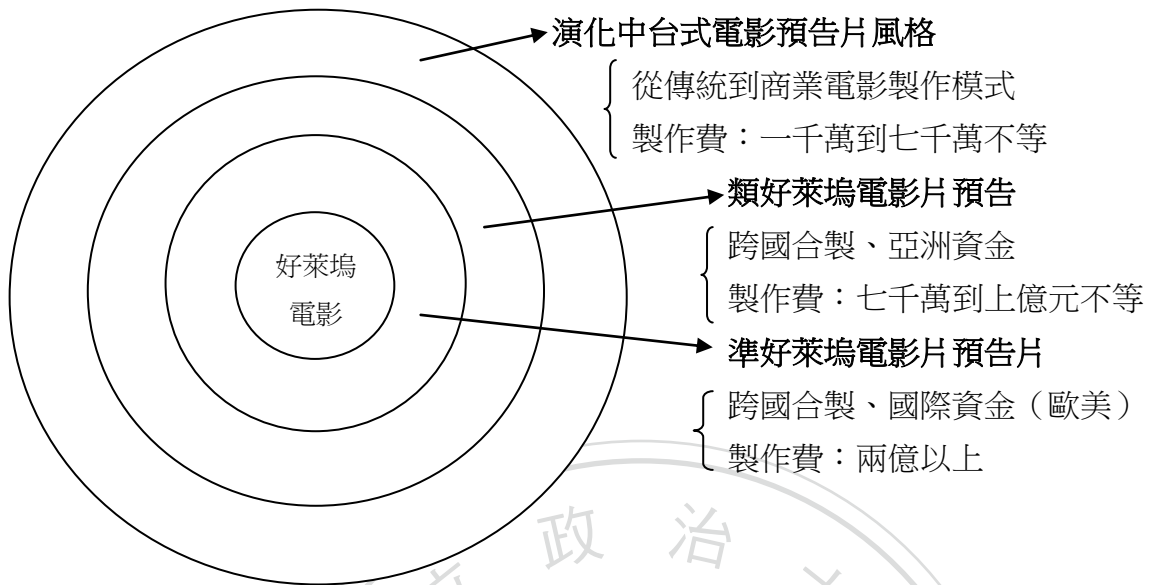 演化中台式電影預告片風格
從傳統到商業電影製作模式
製作費：一千萬到七千萬不等
類好萊塢電影片預告
跨國合製、亞洲資金
製作費：七千萬到上億元不等
好萊塢
電影
準好萊塢電影片預告片
跨國合製、國際資金（歐美）
製作費：兩億以上
政 治